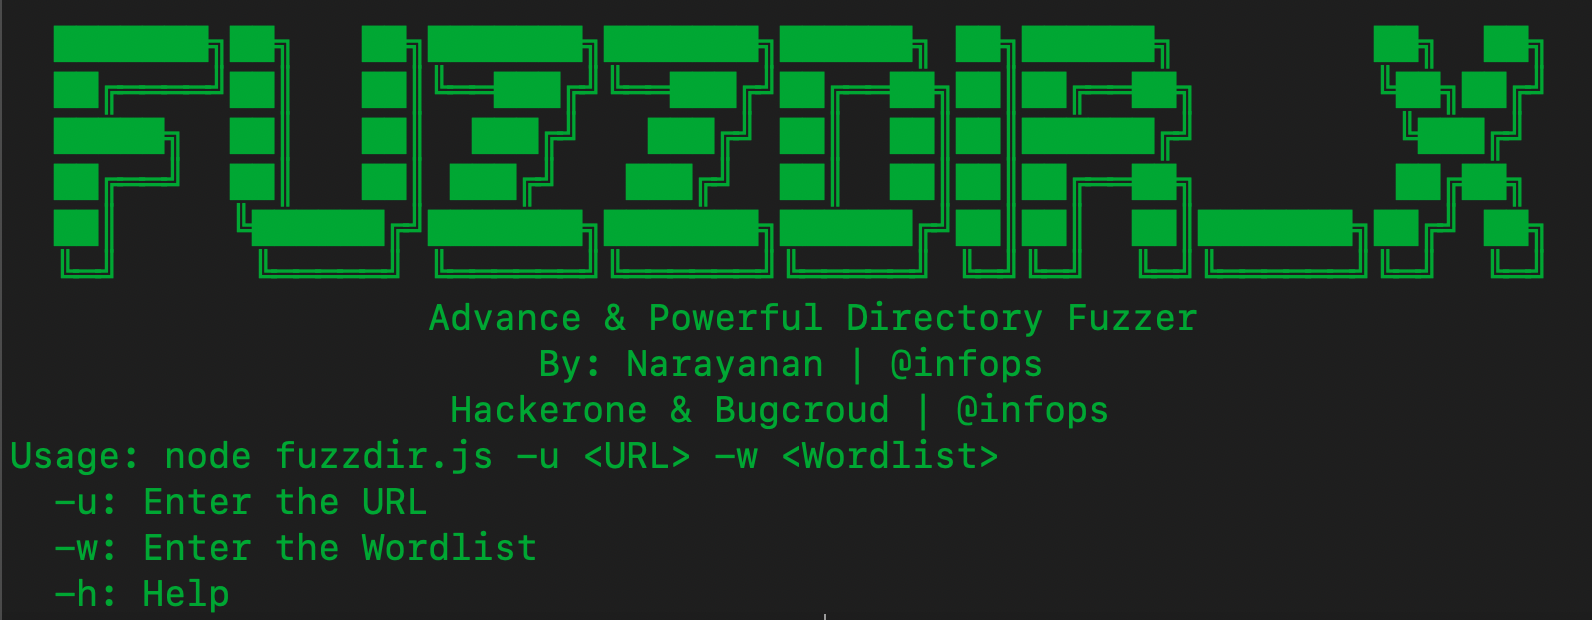 FUZZDIR_X
Advance & Powerful Directory Fuzzer
By: Narayanan | @infops
Hackerone & Bugcroud | @infops
Usage: node fuzzdir.js -u <URL> -w <Wordlist>
-u: Enter the URL
-w: Enter the Wordlist
-h: Help